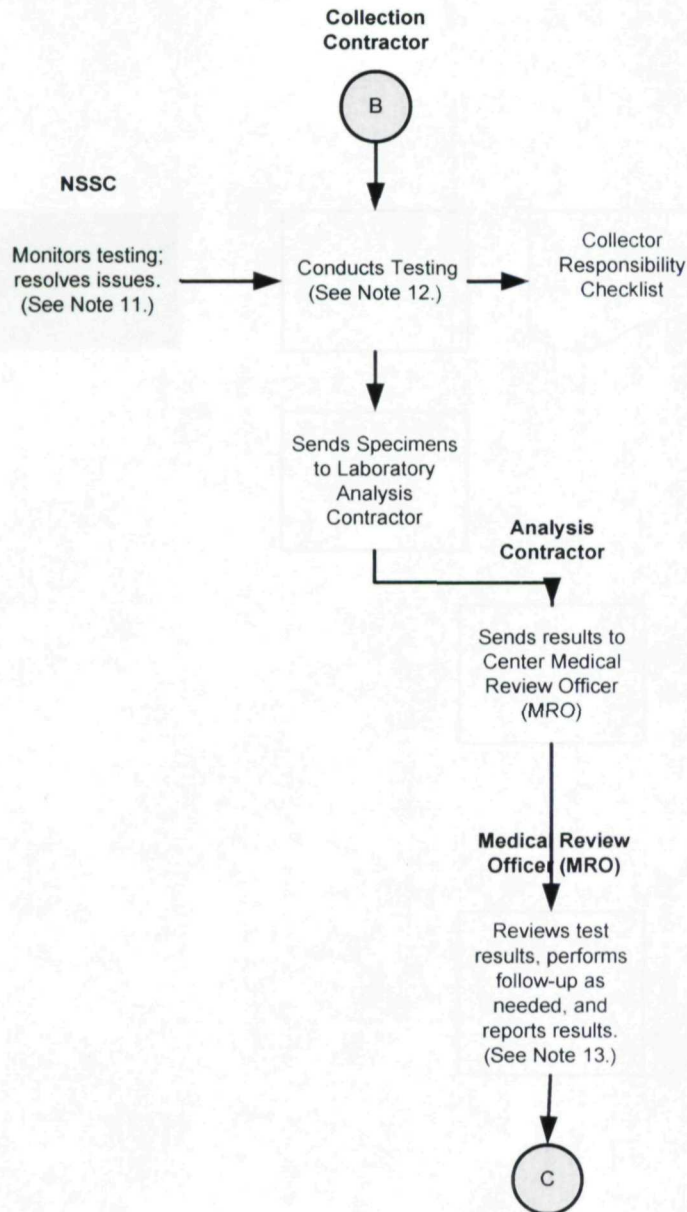 Collection
Contractor
B
NSSC
Monitors testing;
resolves issues.
(See Note 11.)
Conducts Testing
(See Note 12.)
Collector
Responsibility
Checklist
Sends Specimens
to Laboratory
Analysis
Contractor
Analysis
Contractor
Sends results to
Center Medical
Review Officer
(MRO)
Medical Review
Officer (MRO)
Reviews test
results, performs
follow-up as
needed, and
reports results.
(See Note 13.)
C